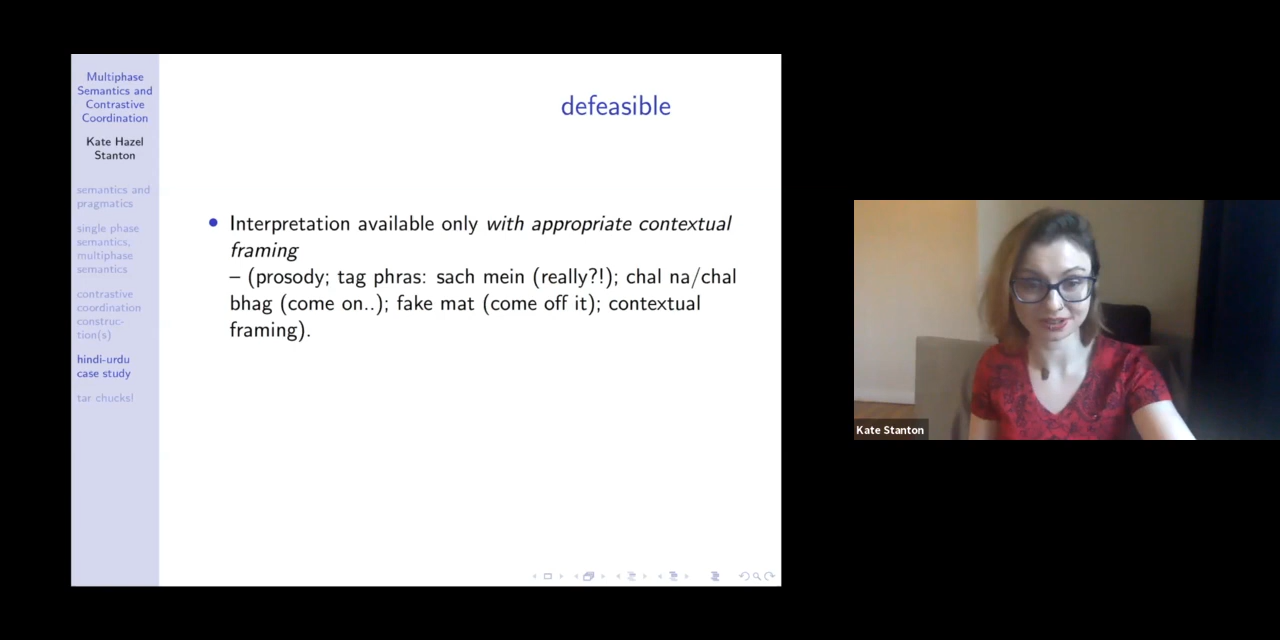 Multiphase
Semantics and
Contrastive
Coordination
Kate Hazel
Stanton
semantics and
pragmatics
single phase
semantics,
multiphase
semantics
contrastive
coordination
construc-
tion(s)
hindi-urdu
case study
tar chucks!
defeasible
• Interpretation available only with appropriate contextual
framing
– (prosody; tag phras: sach mein (really?!); chal na/chal
bhag (come on..); fake mat (come off it); contextual
framing).
Kate Stanton